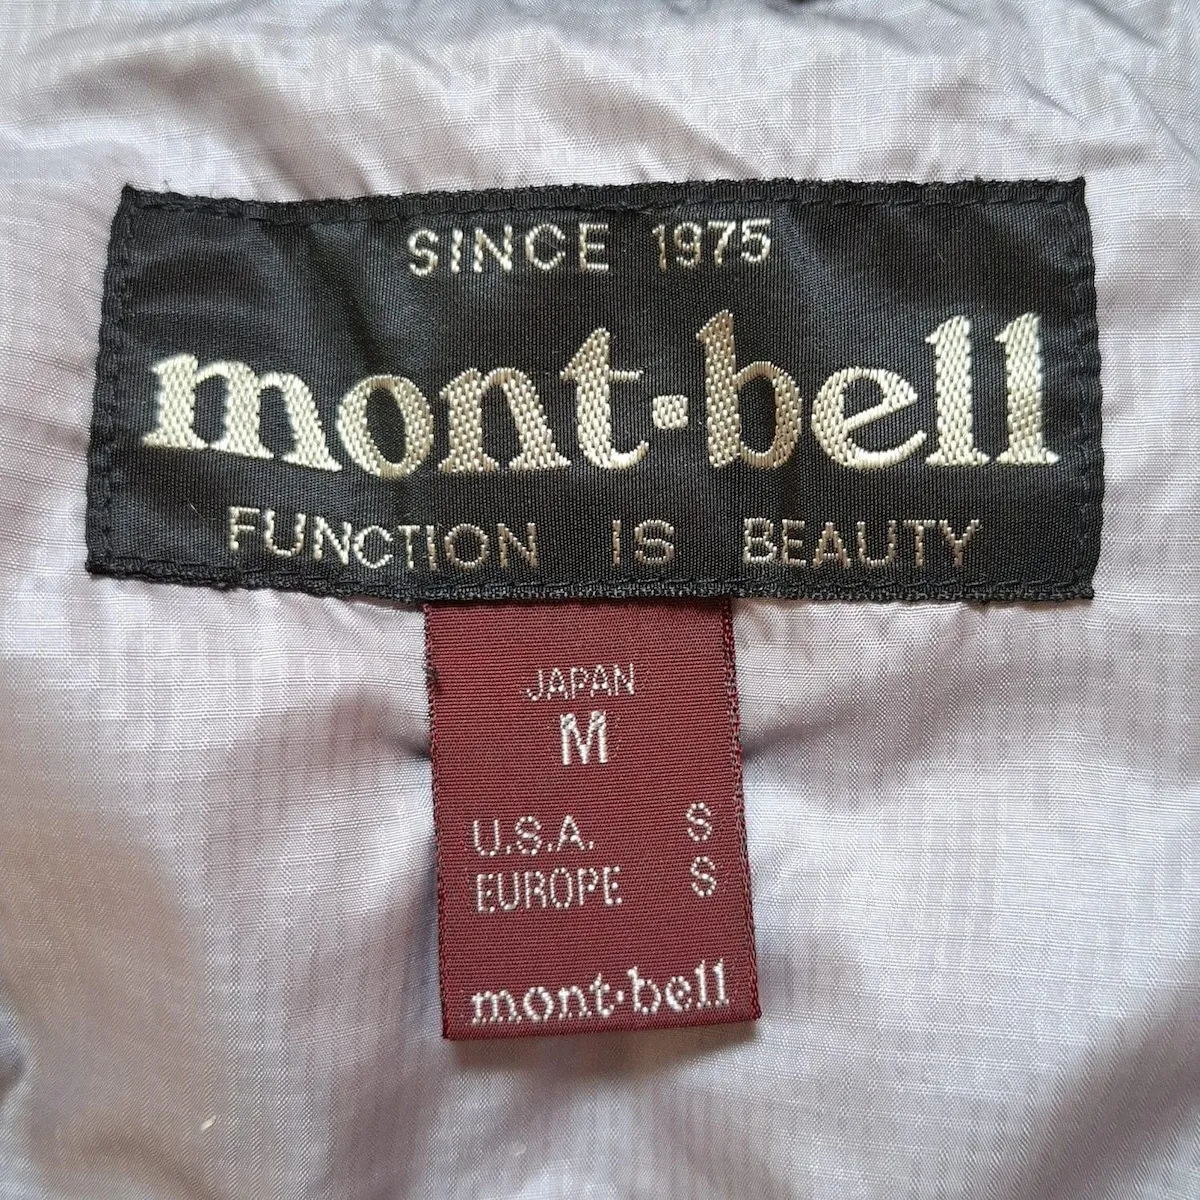 SINCE 1975
mont·bell
FUNCTION IS BEAUTY
JAPAN
M
U.S.A. S
EUROPE S
mont·bell